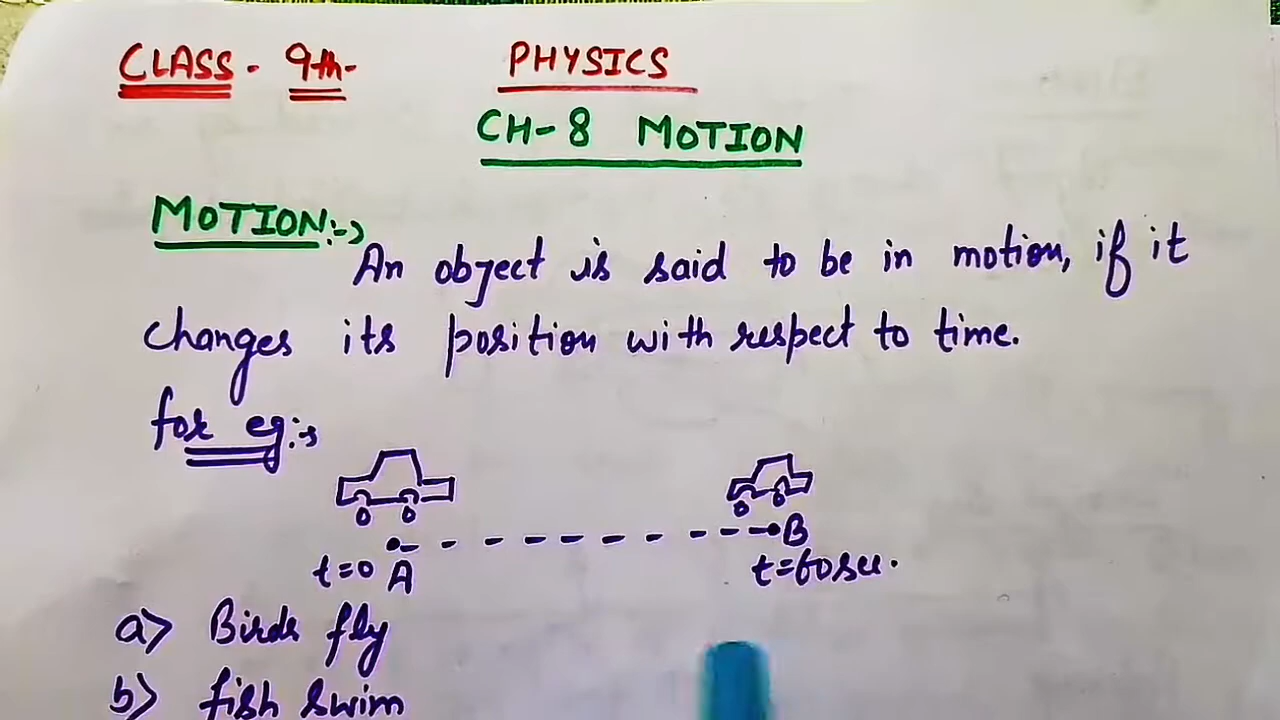 CLASS - 9th - PHYSICS
CH-8 MOTION
MOTION:->
An object is said to be in motion, if it
changes its position with respect to time.
for eg:->
t=0 A B
t=60sec.
a> Birds fly
b> fish swim